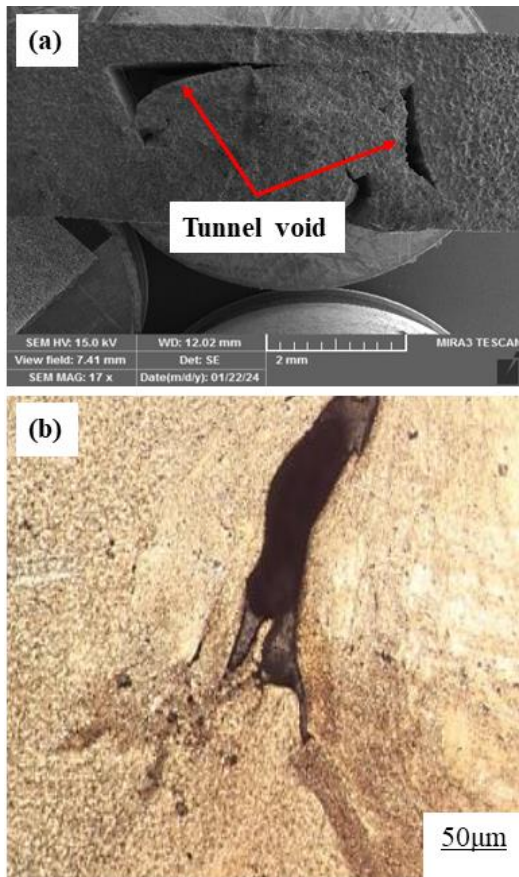 (a)
Tunnel void
SEM HV: 15.0 kV WD: 12.02 mm MIRA3 TESCAN
View field: 7.41 mm Det: SE 2 mm
SEM MAG: 17 x Date(m/d/y): 01/22/24
(b)
50μm